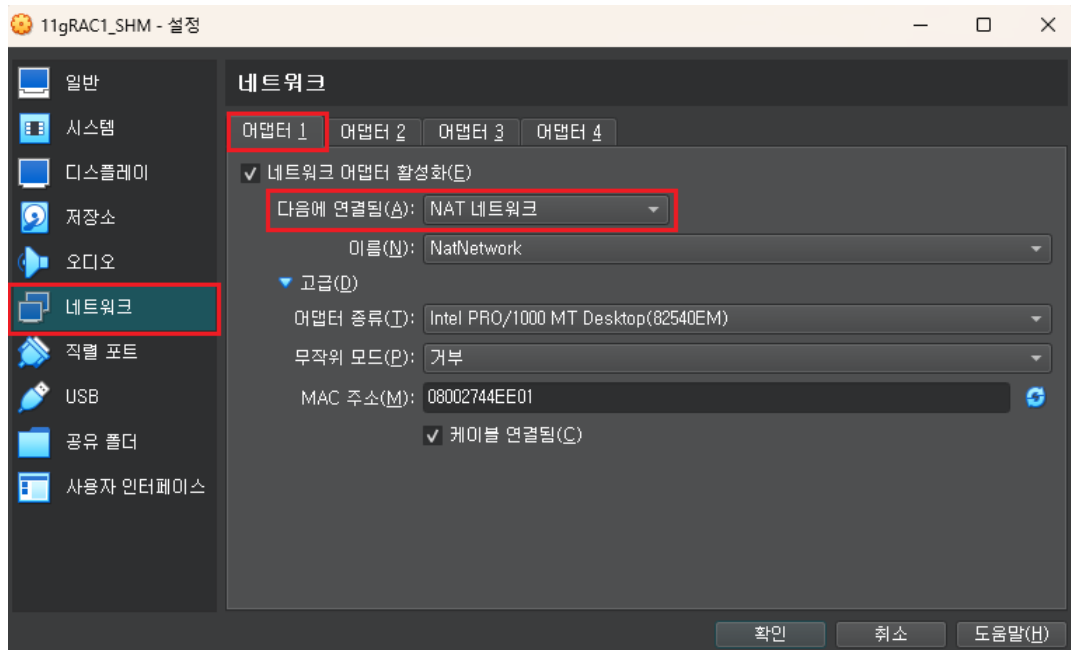 11gRAC1_SHM - 설정
일반
시스템
디스플레이
저장소
오디오
네트워크
직렬 포트
USB
공유 폴더
사용자 인터페이스
네트워크
어댑터 1 어댑터 2 어댑터 3 어댑터 4
네트워크 어댑터 활성화(E)
다음에 연결됨(A): NAT 네트워크
이름(N): NatNetwork
고급(D)
어댑터 종류(T): Intel PRO/1000 MT Desktop(82540EM)
무작위 모드(P): 거부
MAC 주소(M): 08002744EE01
케이블 연결됨(C)
확인 취소 도움말(H)